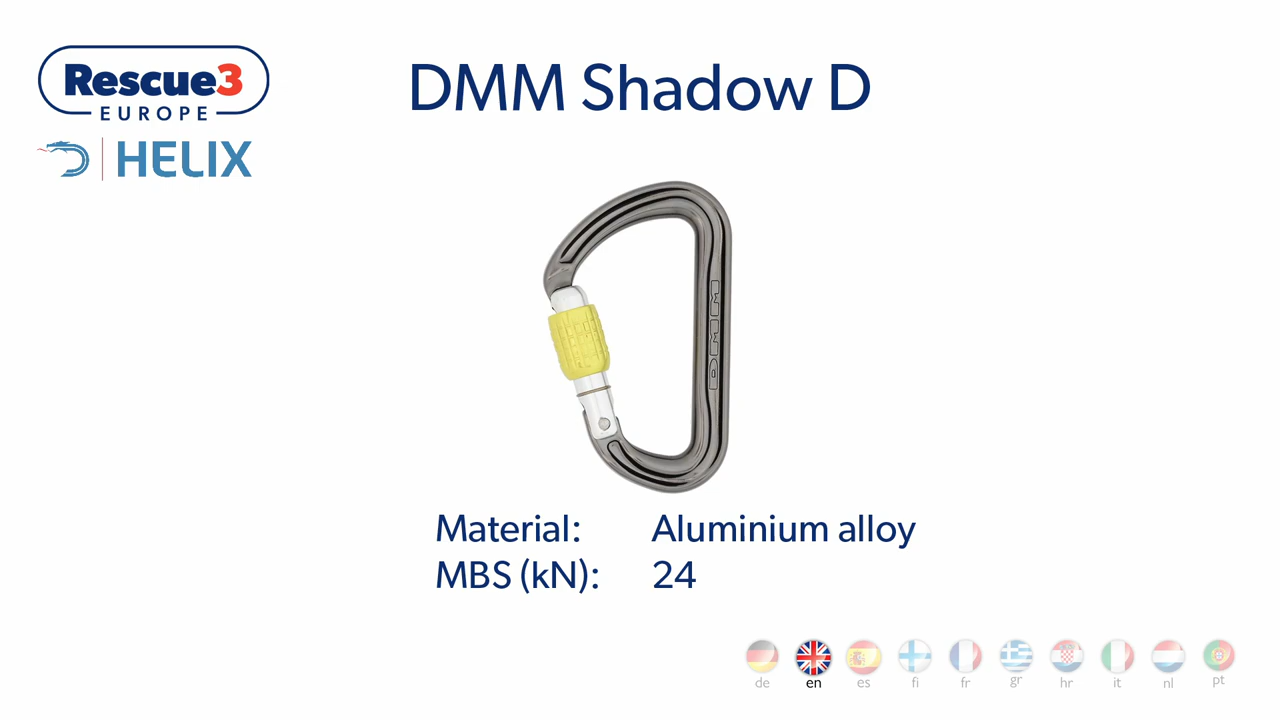 Rescue3
EUROPE
HELIX
DMM Shadow D
DMM
Material: Aluminium alloy
MBS (kN): 24
de en es fi fr gr hr it nl pt